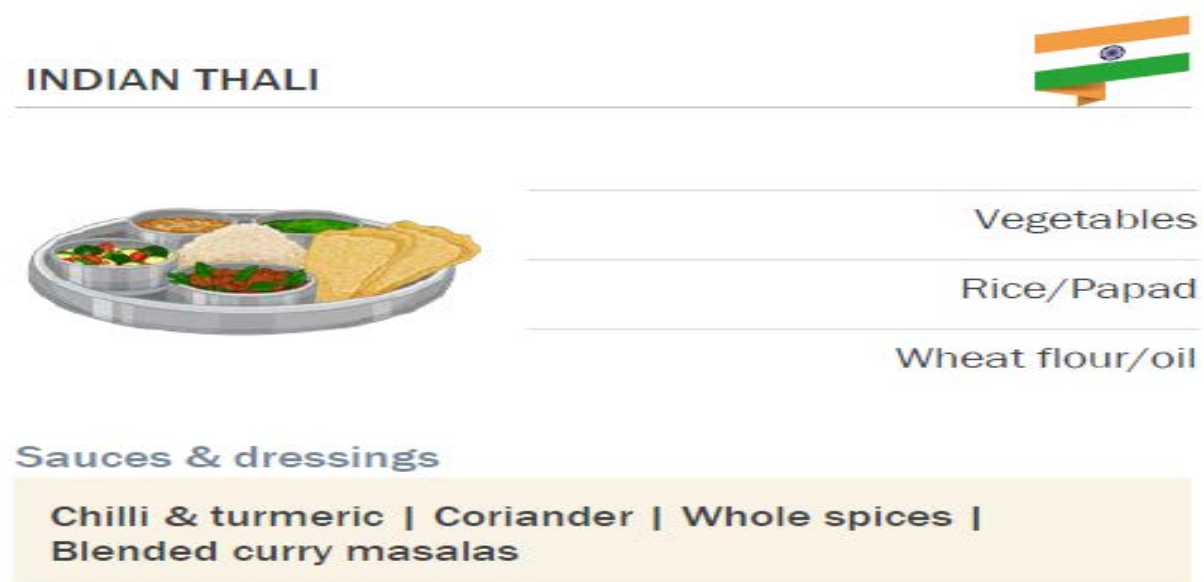 INDIAN THALI
Vegetables
Rice/Papad
Wheat flour/oil
Sauces & dressings
Chilli & turmeric | Coriander | Whole spices |
Blended curry masalas